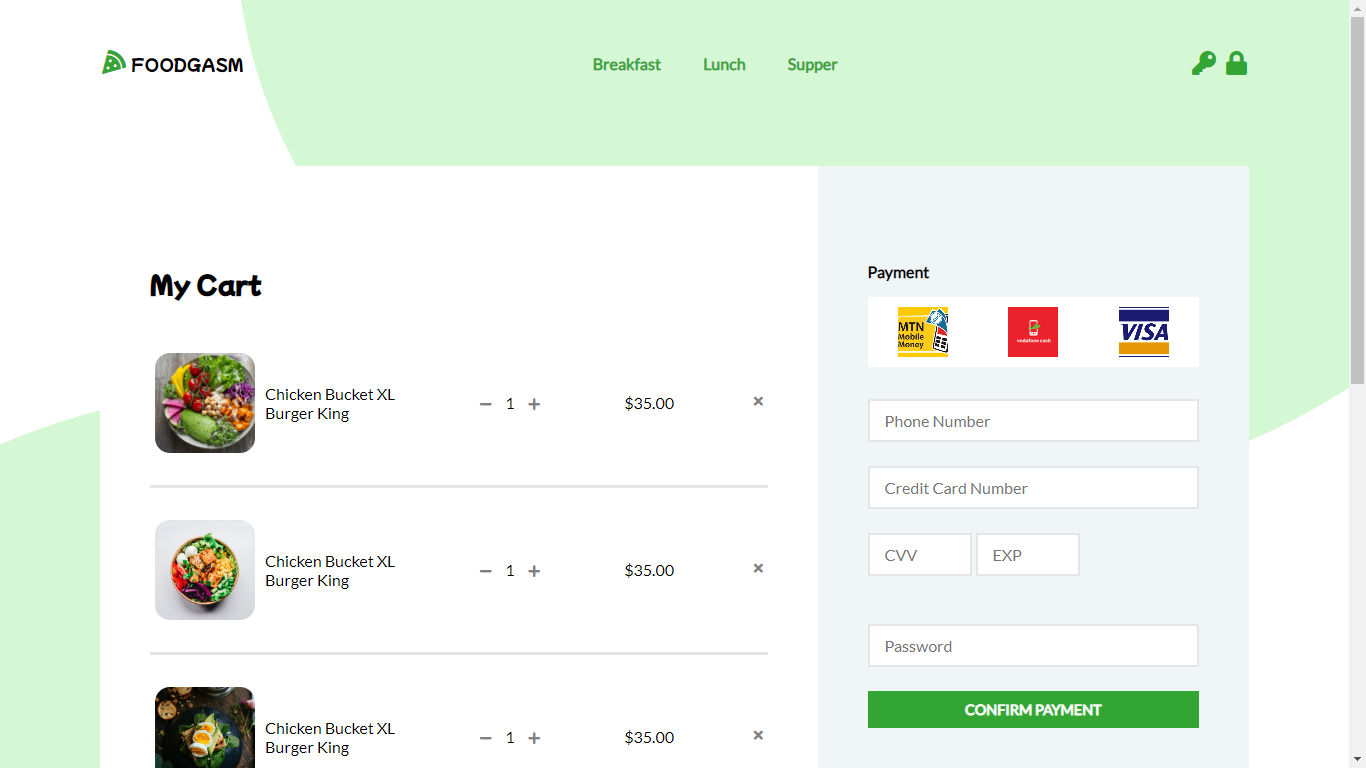 FOODGASM
Breakfast Lunch Supper
My Cart
Chicken Bucket XL
Burger King
1
$35.00
Chicken Bucket XL
Burger King
1
$35.00
Chicken Bucket XL
Burger King
1
$35.00
Payment
MTN
Mobile
Money
vodafone cash
VISA
Phone Number
Credit Card Number
CVV EXP
Password
CONFIRM PAYMENT